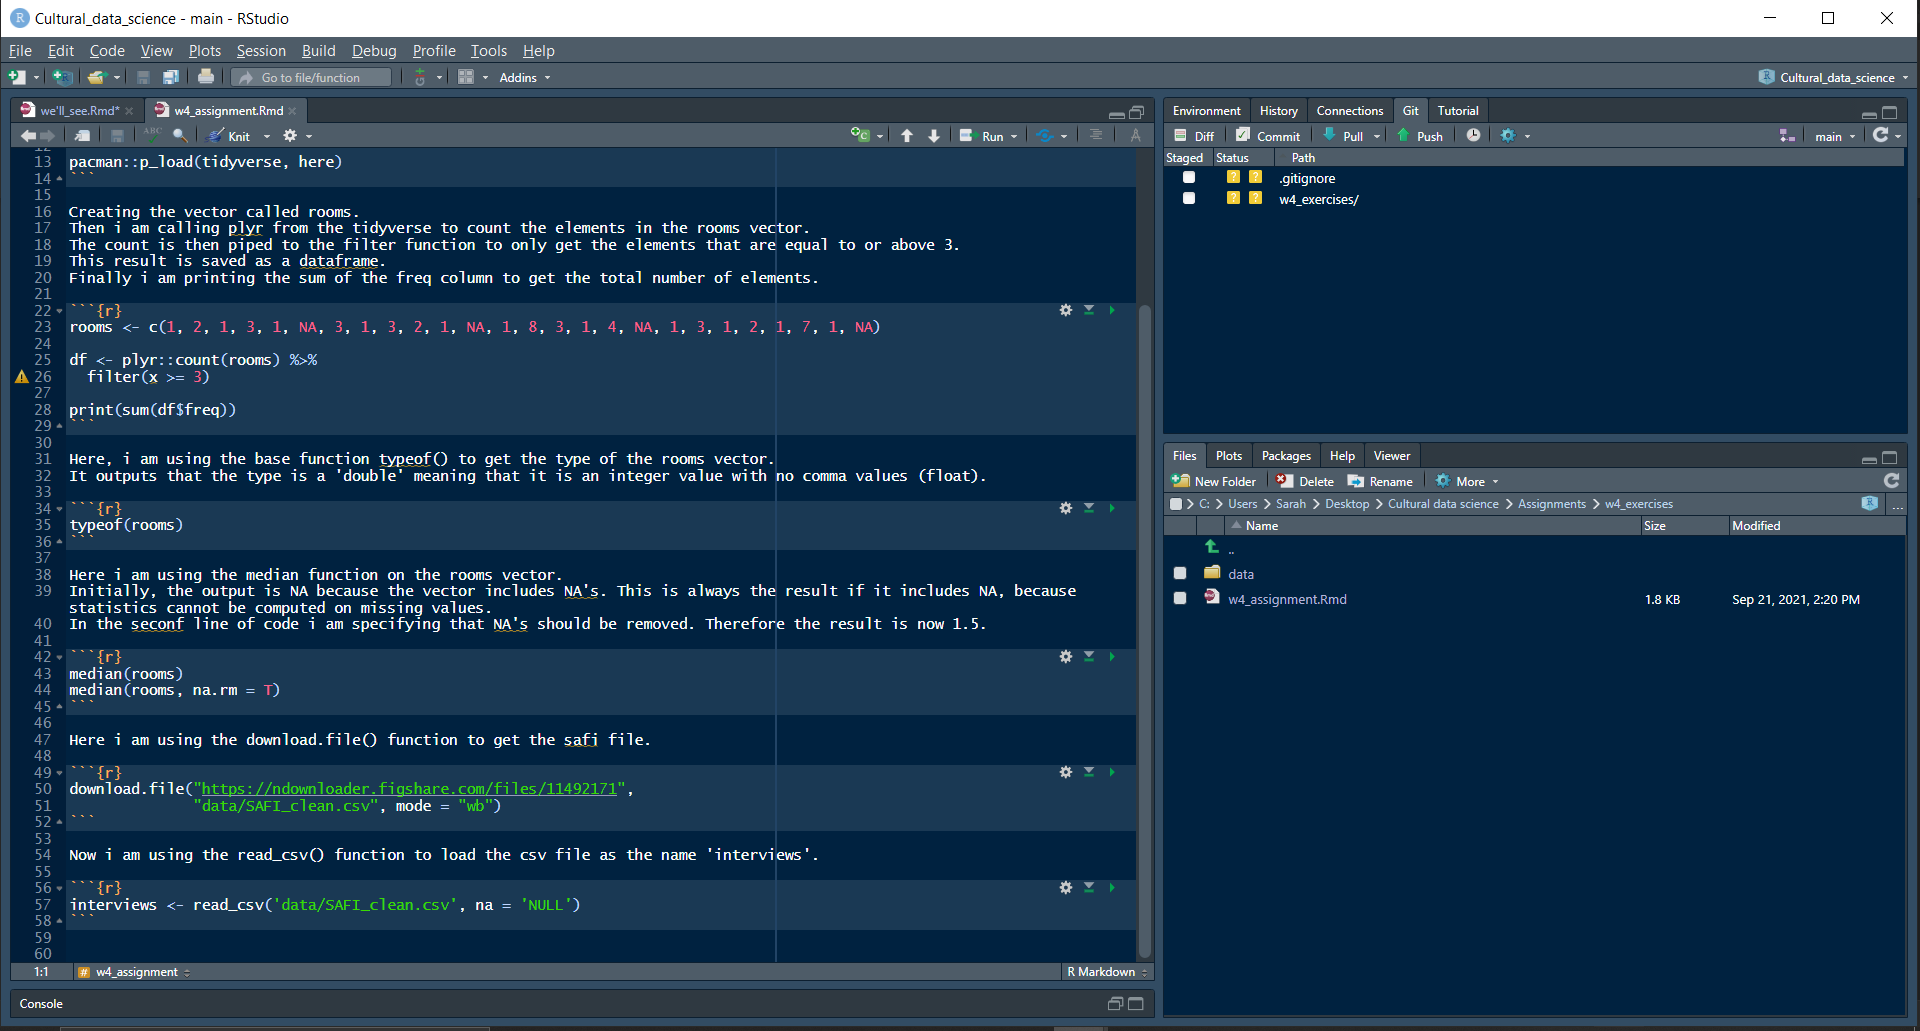 Cultural_data_science - main - RStudio
File Edit Code View Plots Session Build Debug Profile Tools Help
Go to file/function
Addins
Cultural_data_science
we'll_see.Rmd*
w4_assignment.Rmd
ABC
Knit
Run
12
13 pacman::p_load(tidyverse, here)
14 ```
15
16 Creating the vector called rooms.
17 Then i am calling plyr from the tidyverse to count the elements in the rooms vector.
18 The count is then piped to the filter function to only get the elements that are equal to or above 3.
19 This result is saved as a dataframe.
20 Finally i am printing the sum of the freq column to get the total number of elements.
21
22 ```{r}
23 rooms <- c(1, 2, 1, 3, 1, NA, 3, 1, 3, 2, 1, NA, 1, 8, 3, 1, 4, NA, 1, 3, 1, 2, 1, 7, 1, NA)
24
25 df <- plyr::count(rooms) %>%
26   filter(x >= 3)
27
28 print(sum(df$freq))
29 ```
30
31 Here, i am using the base function typeof() to get the type of the rooms vector.
32 It outputs that the type is a 'double' meaning that it is an integer value with no comma values (float).
33
34 ```{r}
35 typeof(rooms)
36 ```
37
38 Here i am using the median function on the rooms vector.
39 Initially, the output is NA because the vector includes NA's. This is always the result if it includes NA, because
statistics cannot be computed on missing values.
40 In the seconf line of code i am specifying that NA's should be removed. Therefore the result is now 1.5.
41
42 ```{r}
43 median(rooms)
44 median(rooms, na.rm = T)
45 ```
46
47 Here i am using the download.file() function to get the safi file.
48
49 ```{r}
50 download.file("https://ndownloader.figshare.com/files/11492171",
51               "data/SAFI_clean.csv", mode = "wb")
52 ```
53
54 Now i am using the read_csv() function to load the csv file as the name 'interviews'.
55
56 ```{r}
57 interviews <- read_csv('data/SAFI_clean.csv', na = 'NULL')
58 ```
59
60
1:1
# w4_assignment
R Markdown
Console
Environment History Connections Git Tutorial
Diff Commit Pull Push
main
Staged Status Path
? ? .gitignore
? ? w4_exercises/
Files Plots Packages Help Viewer
New Folder Delete Rename More
C: > Users > Sarah > Desktop > Cultural data science > Assignments > w4_exercises
...
Name Size Modified
..
data
w4_assignment.Rmd 1.8 KB Sep 21, 2021, 2:20 PM